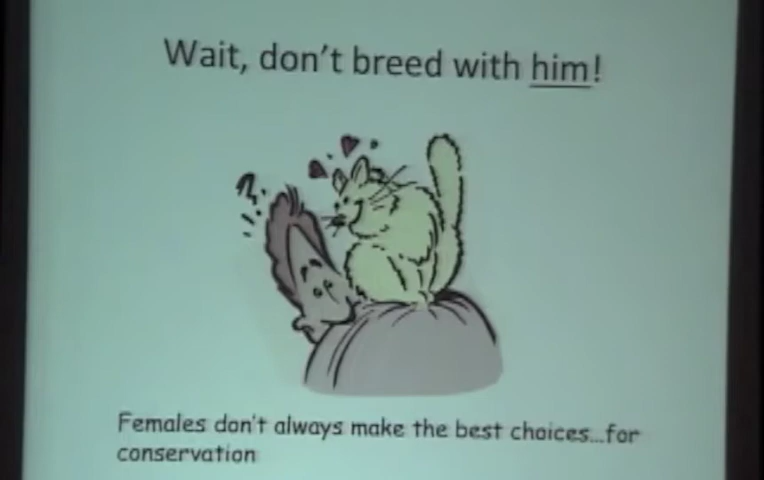 Wait, don't breed with him!
?
!!
Females don't always make the best choices...for
conservation